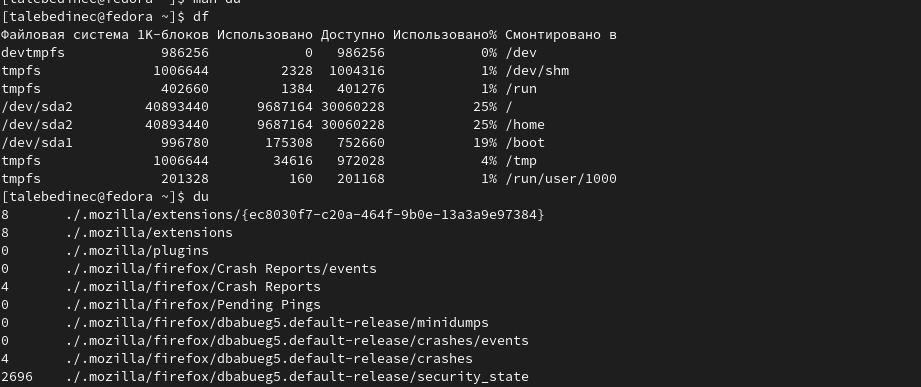 man du
[talebedinec@fedora ~]$ df
Файловая система 1K-блоков Использовано Доступно Использовано% Смонтировано в
devtmpfs 986256 0 986256 0% /dev
tmpfs 1006644 2328 1004316 1% /dev/shm
tmpfs 402660 1384 401276 1% /run
/dev/sda2 40893440 9687164 30060228 25% /
/dev/sda2 40893440 9687164 30060228 25% /home
/dev/sda1 996780 175308 752660 19% /boot
tmpfs 1006644 34616 972028 4% /tmp
tmpfs 201328 160 201168 1% /run/user/1000
[talebedinec@fedora ~]$ du
8 ./.mozilla/extensions/{ec8030f7-c20a-464f-9b0e-13a3a9e97384}
8 ./.mozilla/extensions
0 ./.mozilla/plugins
0 ./.mozilla/firefox/Crash Reports/events
4 ./.mozilla/firefox/Crash Reports
0 ./.mozilla/firefox/Pending Pings
0 ./.mozilla/firefox/dbabueg5.default-release/minidumps
0 ./.mozilla/firefox/dbabueg5.default-release/crashes/events
4 ./.mozilla/firefox/dbabueg5.default-release/crashes
2696 ./.mozilla/firefox/dbabueg5.default-release/security_state